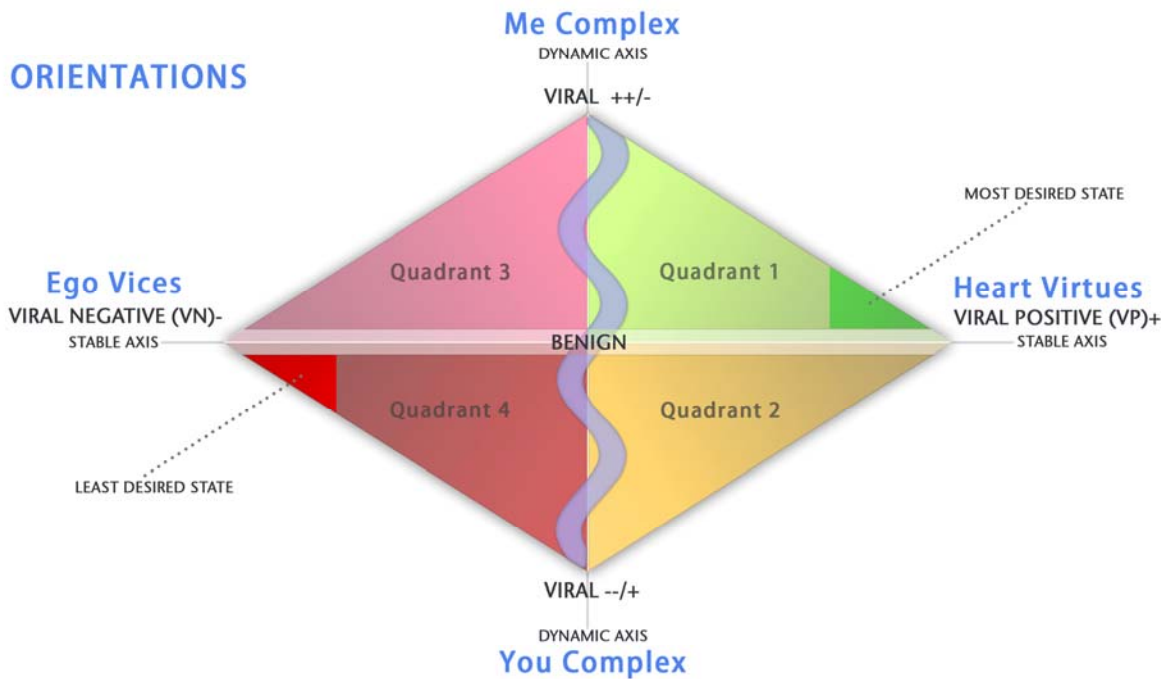 Me Complex
DYNAMIC AXIS
ORIENTATIONS
VIRAL ++/-
MOST DESIRED STATE
Quadrant 3
Quadrant 1
Ego Vices
Heart Virtues
VIRAL NEGATIVE (VN)-
VIRAL POSITIVE (VP)+
STABLE AXIS
BENIGN
STABLE AXIS
Quadrant 4
Quadrant 2
LEAST DESIRED STATE
VIRAL --/+
DYNAMIC AXIS
You Complex